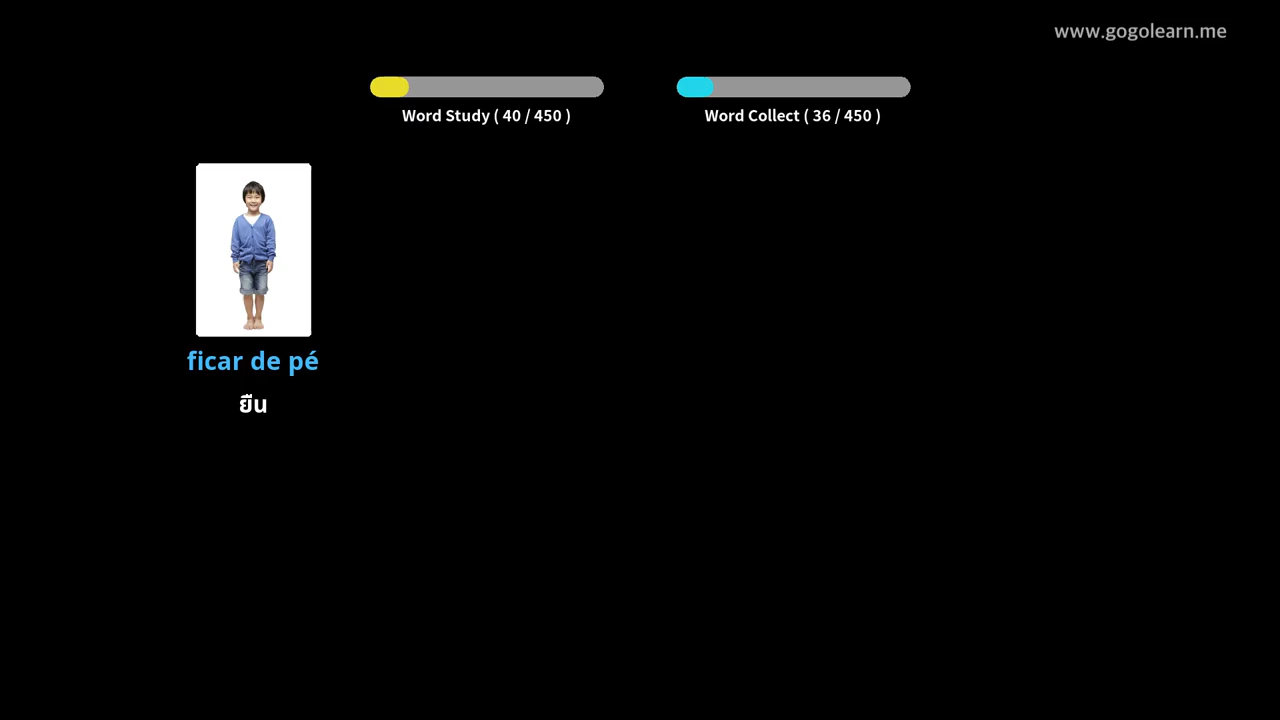 www.gogolearn.me
Word Study ( 40 / 450 )
Word Collect ( 36 / 450 )
ficar de pé
ยืน